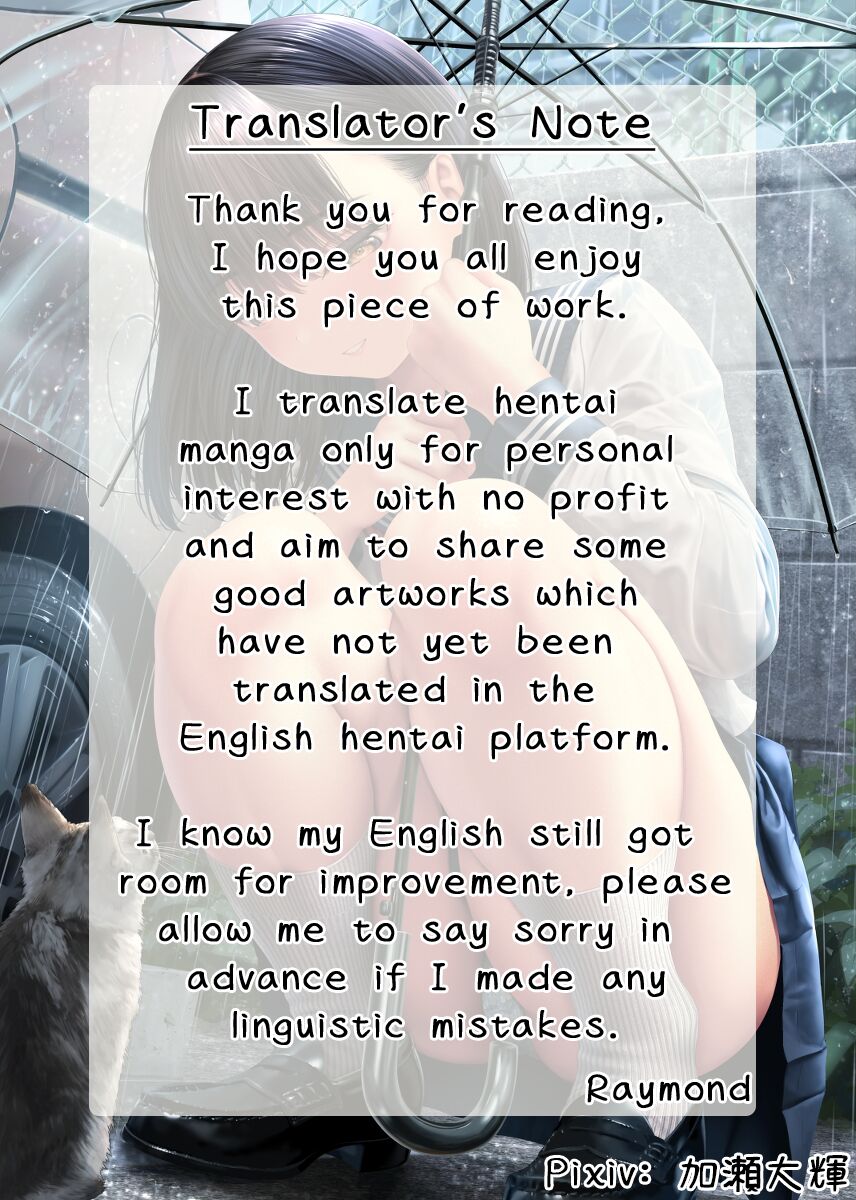 Translator's Note
Thank you for reading,
I hope you all enjoy
this piece of work.
I translate hentai
manga only for personal
interest with no profit
and aim to share some
good artworks which
have not yet been
translated in the
English hentai platform.
I know my English still got
room for improvement, please
allow me to say sorry in
advance if I made any
linguistic mistakes.
Raymond
Pixiv: 加瀬大輝